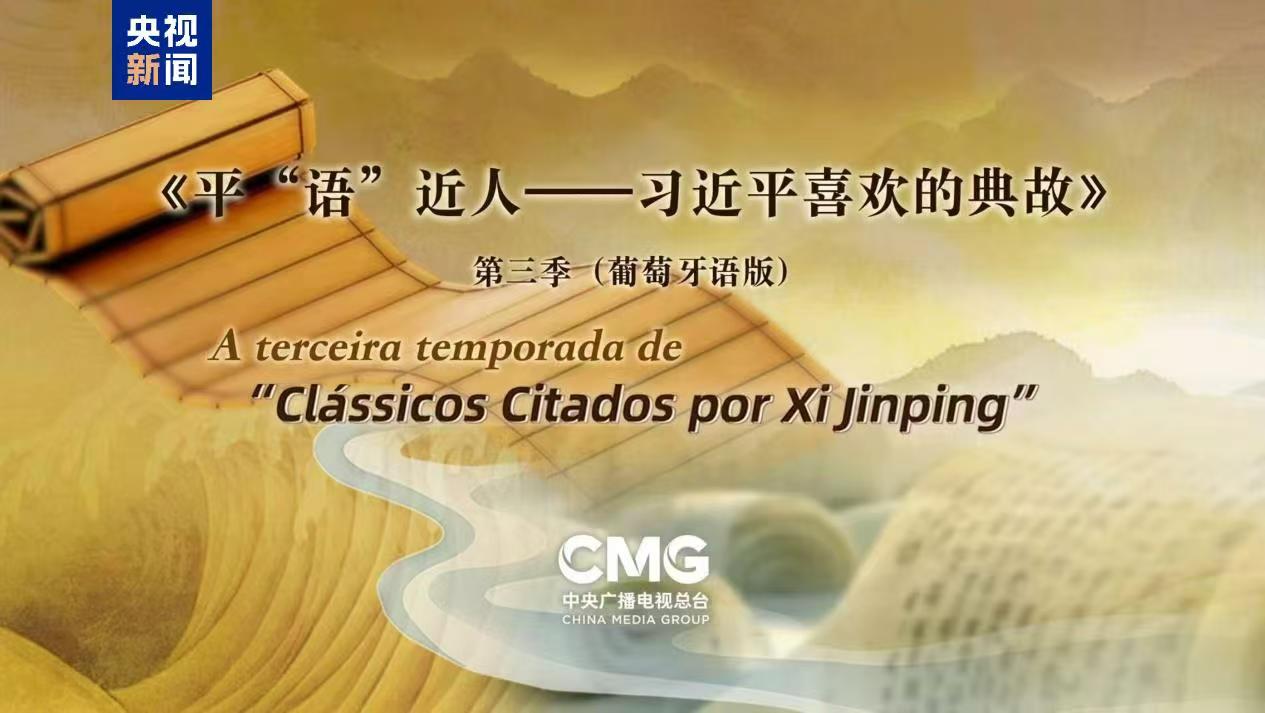 央视
新闻
《平“语”近人——习近平喜欢的典故》
第三季（葡萄牙语版）
A terceira temporada de
“Clássicos Citados por Xi Jinping”
CMG
中央广播电视总台
CHINA MEDIA GROUP